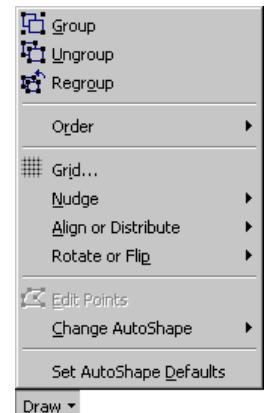 Group
Ungroup
Regroup
Order
Grid...
Nudge
Align or Distribute
Rotate or Flip
Edit Points
Change AutoShape
Set AutoShape Defaults
Draw